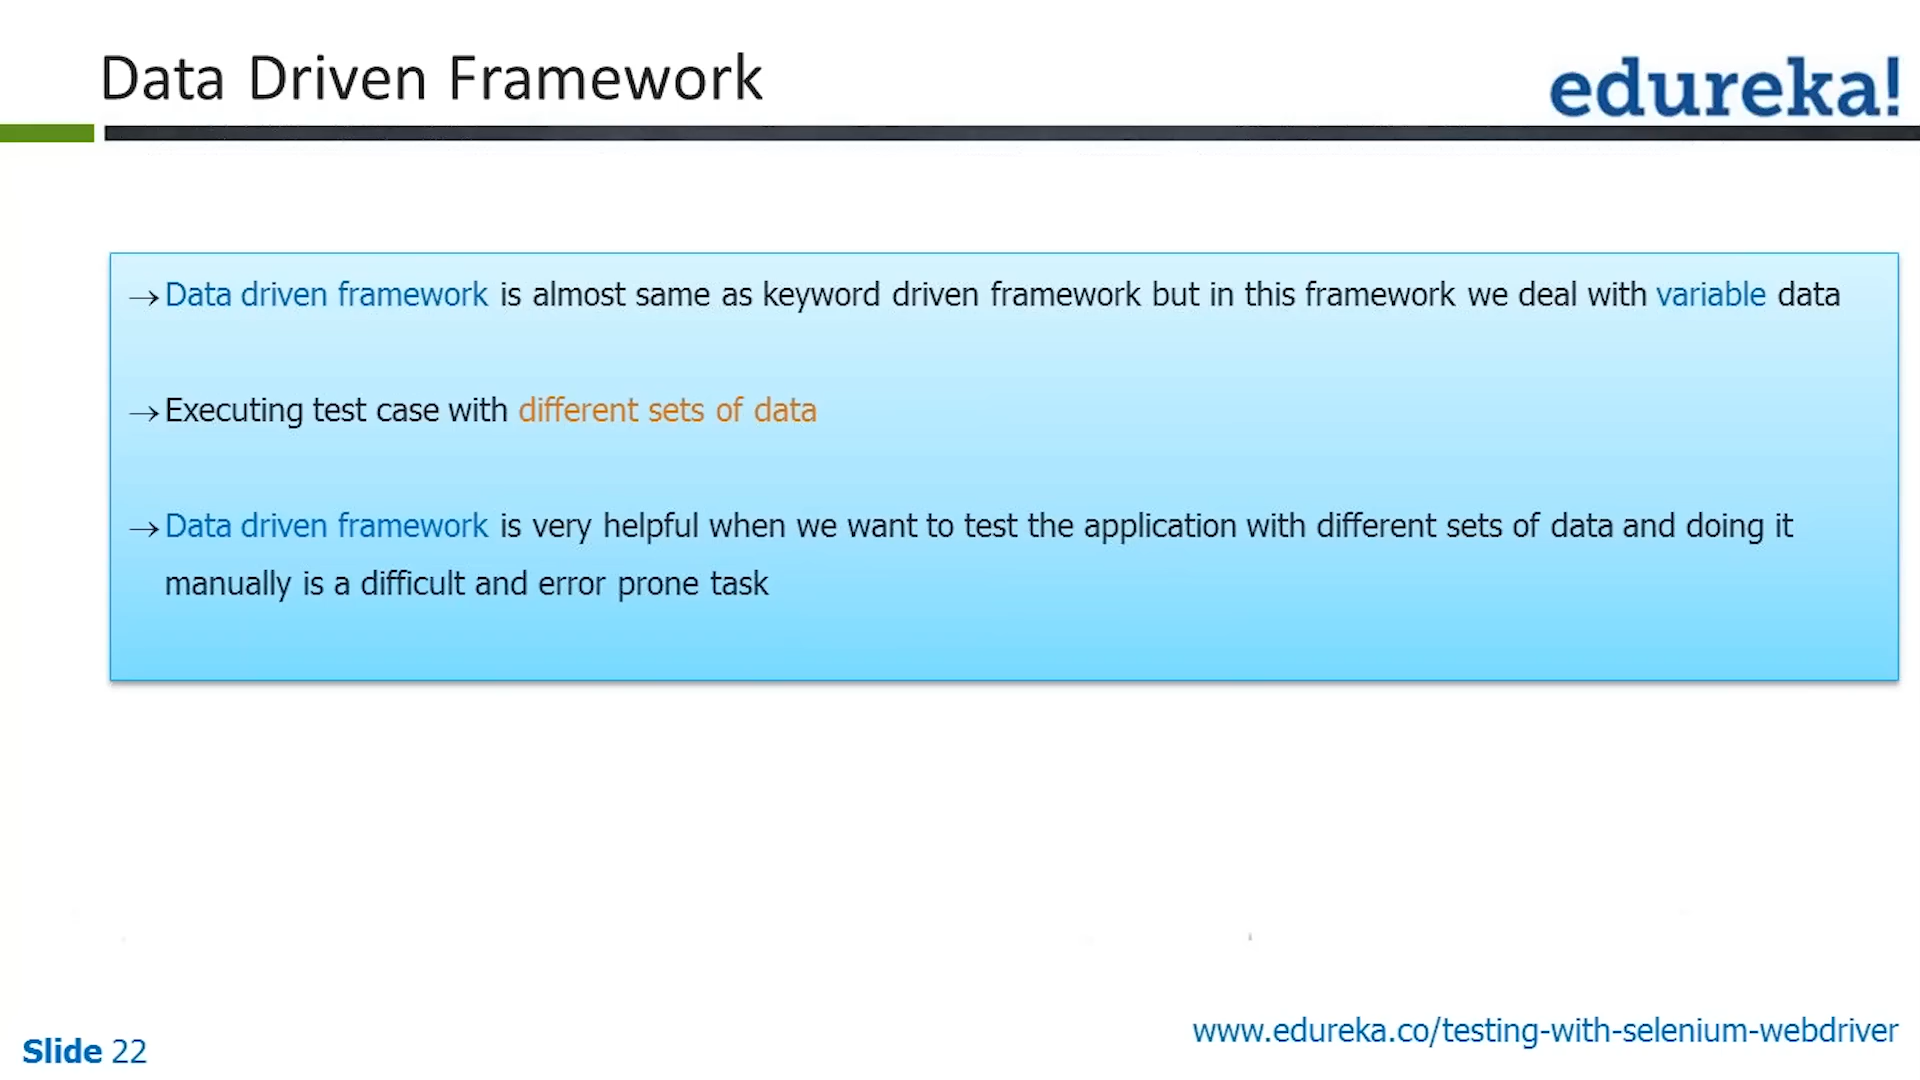 Data Driven Framework
edureka!
→Data driven framework is almost same as keyword driven framework but in this framework we deal with variable data
→Executing test case with different sets of data
→Data driven framework is very helpful when we want to test the application with different sets of data and doing it
manually is a difficult and error prone task
www.edureka.co/testing-with-selenium-webdriver
Slide 22